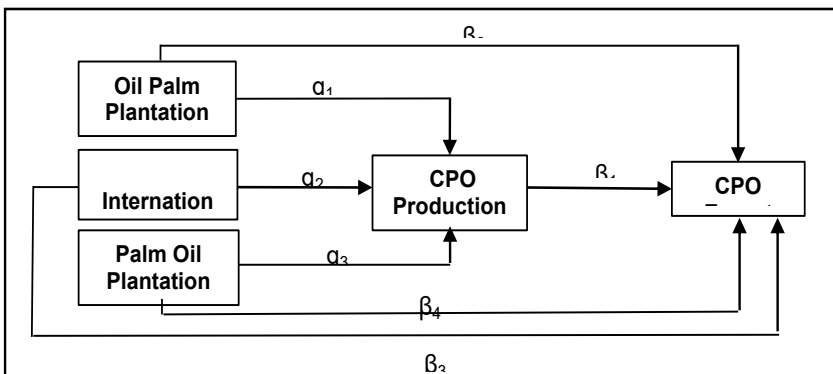 Oil Palm
Plantation
α₁
Internation
α₂
CPO
Production
CPO
Palm Oil
Plantation
α₃
β₄
β₃